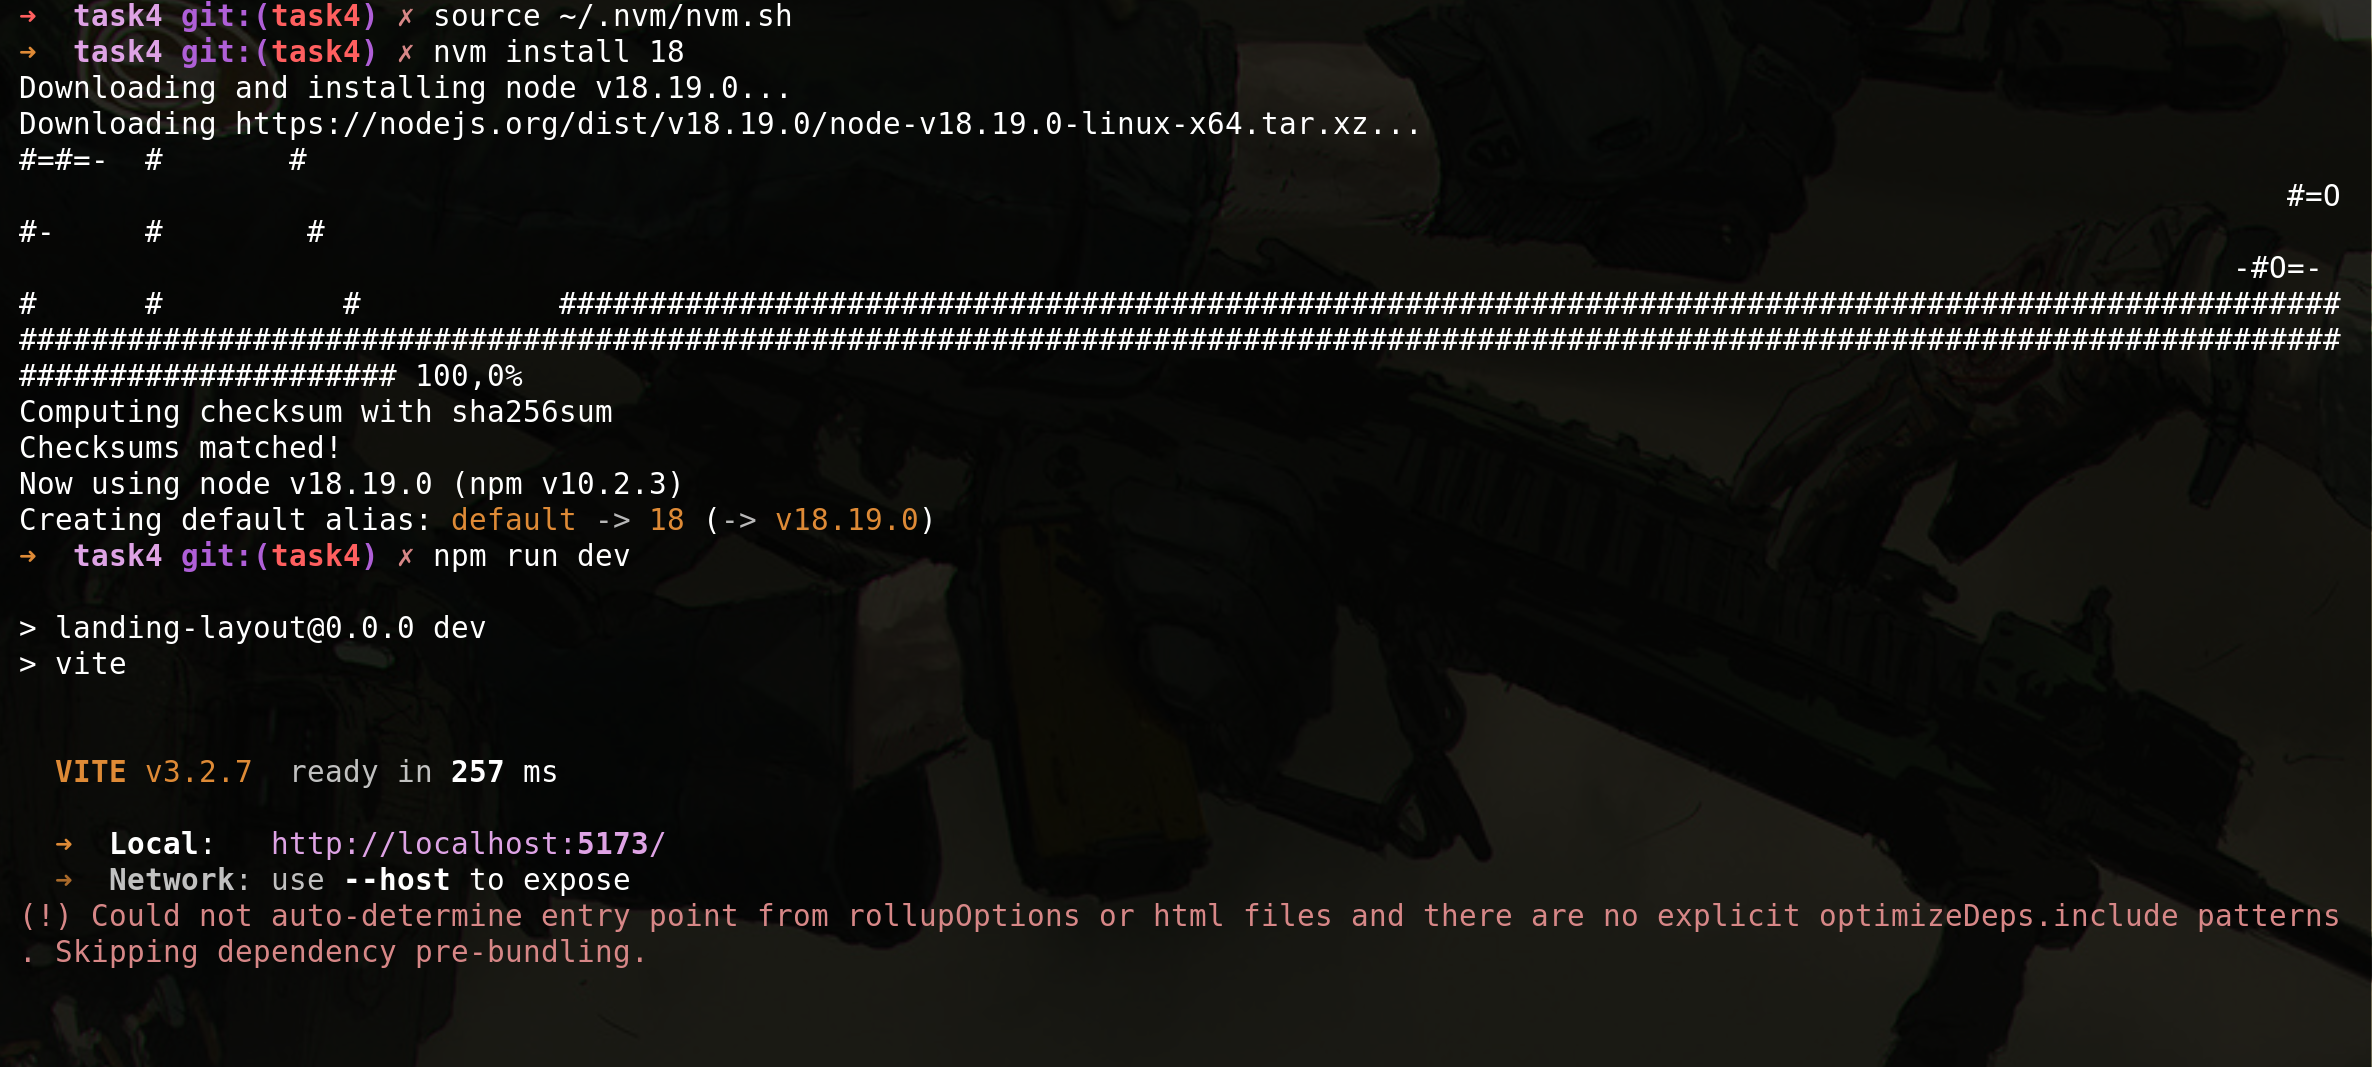 ➜  task4 git:(task4) ✗ source ~/.nvm/nvm.sh
➜  task4 git:(task4) ✗ nvm install 18
Downloading and installing node v18.19.0...
Downloading https://nodejs.org/dist/v18.19.0/node-v18.19.0-linux-x64.tar.xz...
#=#=-  #       #
#=O
#-     #        #
-#O=-
#      #          #           ###################################################################################################
#################################################################################################################################
##################### 100,0%
Computing checksum with sha256sum
Checksums matched!
Now using node v18.19.0 (npm v10.2.3)
Creating default alias: default -> 18 (-> v18.19.0)
➜  task4 git:(task4) ✗ npm run dev
> landing-layout@0.0.0 dev
> vite
VITE v3.2.7  ready in 257 ms
➜  Local:   http://localhost:5173/
➜  Network: use --host to expose
(!) Could not auto-determine entry point from rollupOptions or html files and there are no explicit optimizeDeps.include patterns
. Skipping dependency pre-bundling.